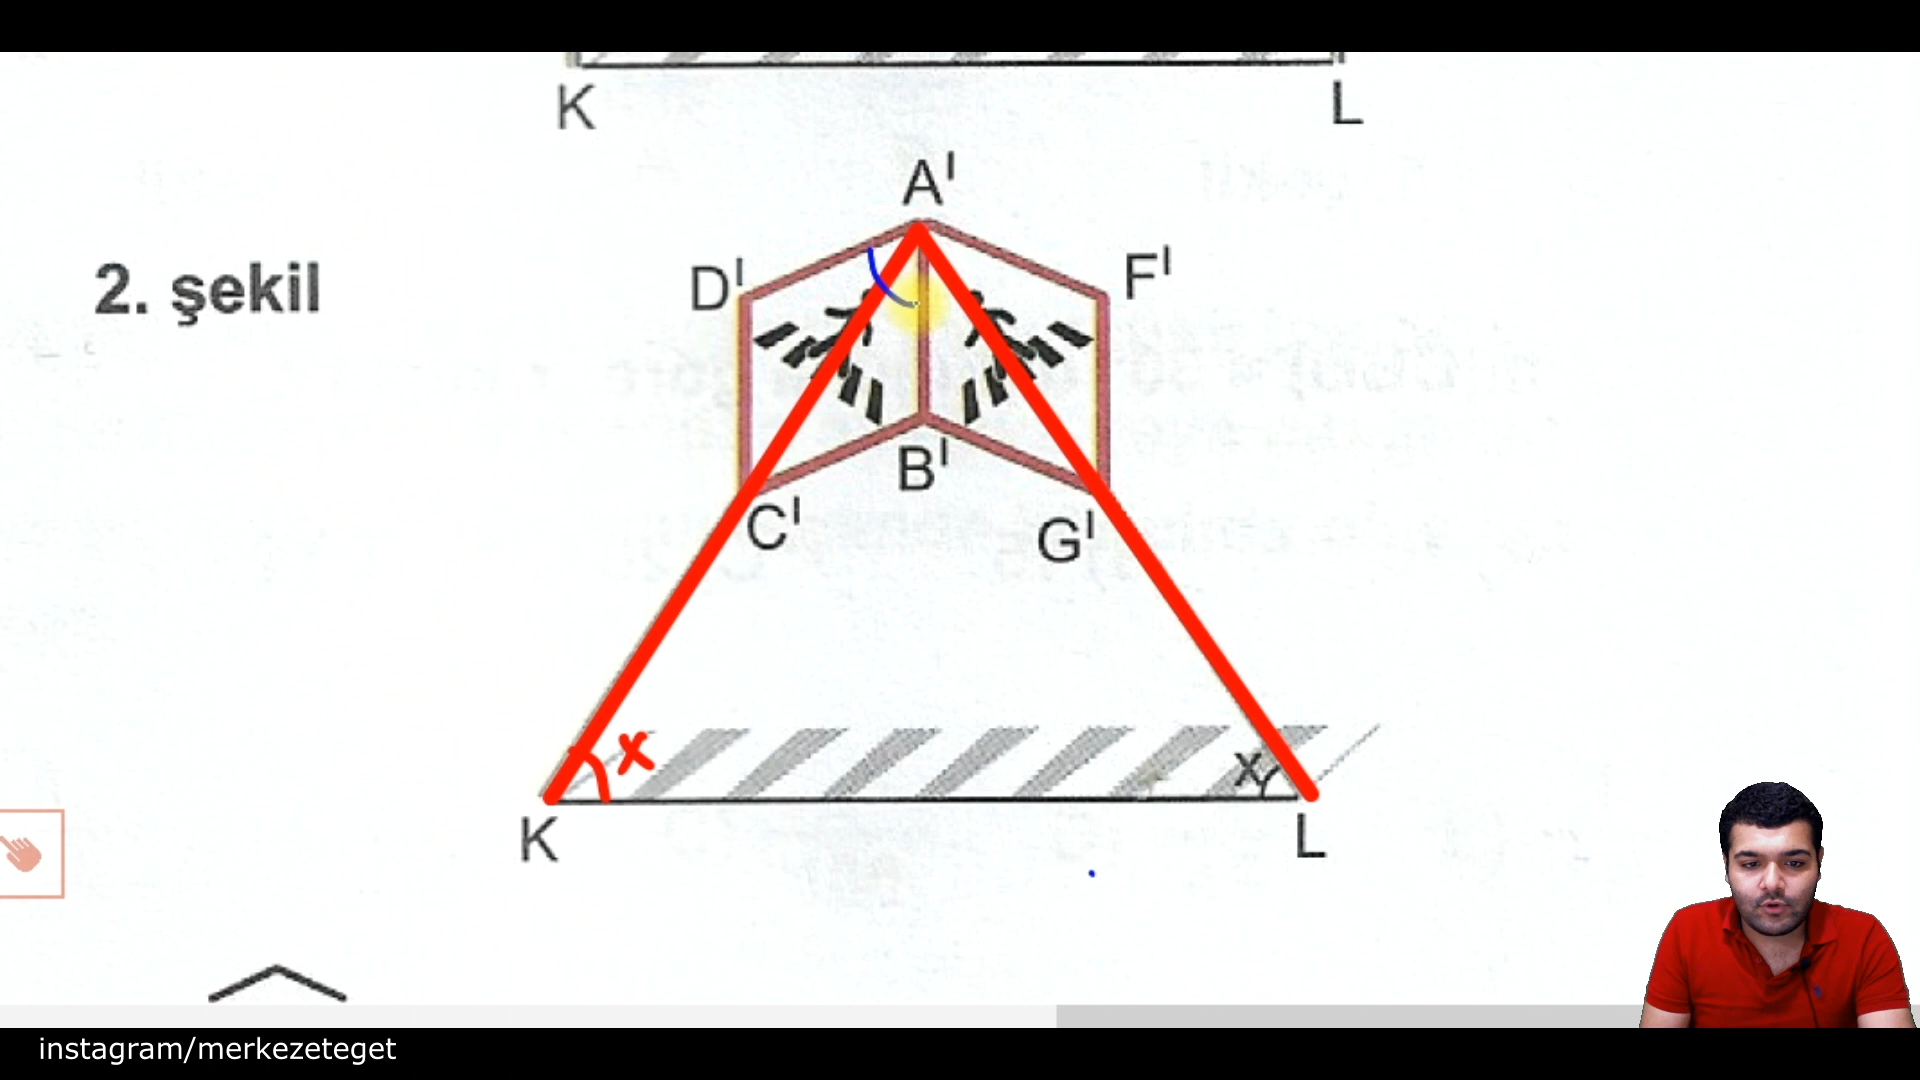 K L
A'
D' F'
2. şekil
B'
C' G'
x x
K L
instagram/merkezeteget